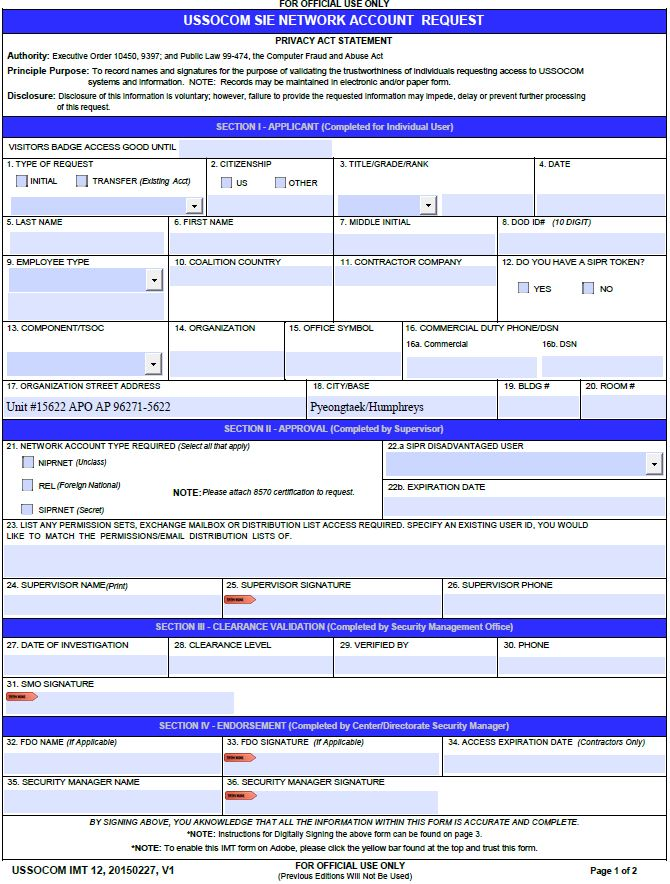 FOR OFFICIAL USE ONLY
USSOCOM SIE NETWORK ACCOUNT REQUEST
PRIVACY ACT STATEMENT
Authority: Executive Order 10450, 9397; and Public Law 99-474, the Computer Fraud and Abuse Act
Principle Purpose: To record names and signatures for the purpose of validating the trustworthiness of individuals requesting access to USSOCOM
systems and information. NOTE: Records may be maintained in electronic and/or paper form.
Disclosure: Disclosure of this information is voluntary; however, failure to provide the requested information may impede, delay or prevent further processing
of this request.
SECTION I - APPLICANT (Completed for Individual User)
VISITORS BADGE ACCESS GOOD UNTIL
1. TYPE OF REQUEST 2. CITIZENSHIP 3. TITLE/GRADE/RANK 4. DATE
INITIAL TRANSFER (Existing Acct) US OTHER
5. LAST NAME 6. FIRST NAME 7. MIDDLE INITIAL 8. DOD ID# (10 DIGIT)
9. EMPLOYEE TYPE 10. COALITION COUNTRY 11. CONTRACTOR COMPANY 12. DO YOU HAVE A SIPR TOKEN?
YES NO
13. COMPONENT/TSOC 14. ORGANIZATION 15. OFFICE SYMBOL 16. COMMERCIAL DUTY PHONE/DSN
16a. Commercial 16b. DSN
17. ORGANIZATION STREET ADDRESS 18. CITY/BASE 19. BLDG # 20. ROOM #
Unit #15622 APO AP 96271-5622 Pyeongtaek/Humphreys
SECTION II - APPROVAL (Completed by Supervisor)
21. NETWORK ACCOUNT TYPE REQUIRED (Select all that apply) 22.a SIPR DISADVANTAGED USER
NIPRNET (Unclass)
REL (Foreign National) 22b. EXPIRATION DATE
NOTE: Please attach 8570 certification to request.
SIPRNET (Secret)
23. LIST ANY PERMISSION SETS, EXCHANGE MAILBOX OR DISTRIBUTION LIST ACCESS REQUIRED. SPECIFY AN EXISTING USER ID, YOU WOULD
LIKE TO MATCH THE PERMISSIONS/EMAIL DISTRIBUTION LISTS OF.
24. SUPERVISOR NAME(Print) 25. SUPERVISOR SIGNATURE 26. SUPERVISOR PHONE
SECTION III - CLEARANCE VALIDATION (Completed by Security Management Office)
27. DATE OF INVESTIGATION 28. CLEARANCE LEVEL 29. VERIFIED BY 30. PHONE
31. SMO SIGNATURE
SECTION IV - ENDORSEMENT (Completed by Center/Directorate Security Manager)
32. FDO NAME (If Applicable) 33. FDO SIGNATURE (If Applicable) 34. ACCESS EXPIRATION DATE (Contractors Only)
35. SECURITY MANAGER NAME 36. SECURITY MANAGER SIGNATURE
BY SIGNING ABOVE, YOU AKNOWLEDGE THAT ALL THE INFORMATION WITHIN THIS FORM IS ACCURATE AND COMPLETE.
*NOTE: Instructions for Digitally Signing the above form can be found on page 3.
*NOTE: To enable this IMT form on Adobe, please click the yellow bar found at the top and trust this form.
USSOCOM IMT 12, 20150227, V1 FOR OFFICIAL USE ONLY Page 1 of 2
(Previous Editions Will Not Be Used)